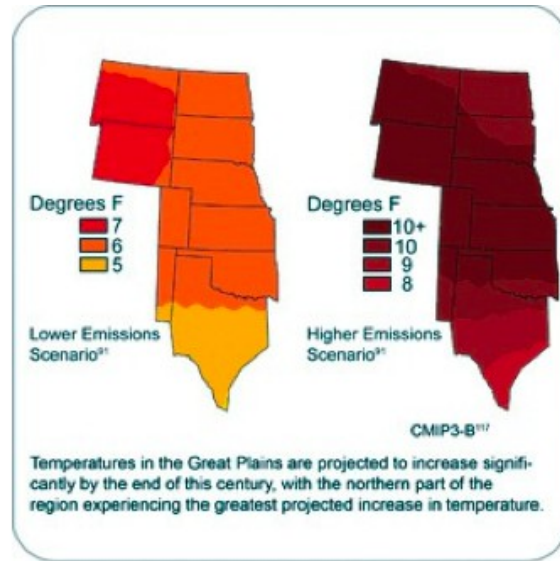 Degrees F
7
6
5
Lower Emissions
Scenario⁹¹
Degrees F
10+
10
9
8
Higher Emissions
Scenario⁹¹
CMIP3-B¹¹⁷
Temperatures in the Great Plains are projected to increase signifi-
cantly by the end of this century, with the northern part of the
region experiencing the greatest projected increase in temperature.